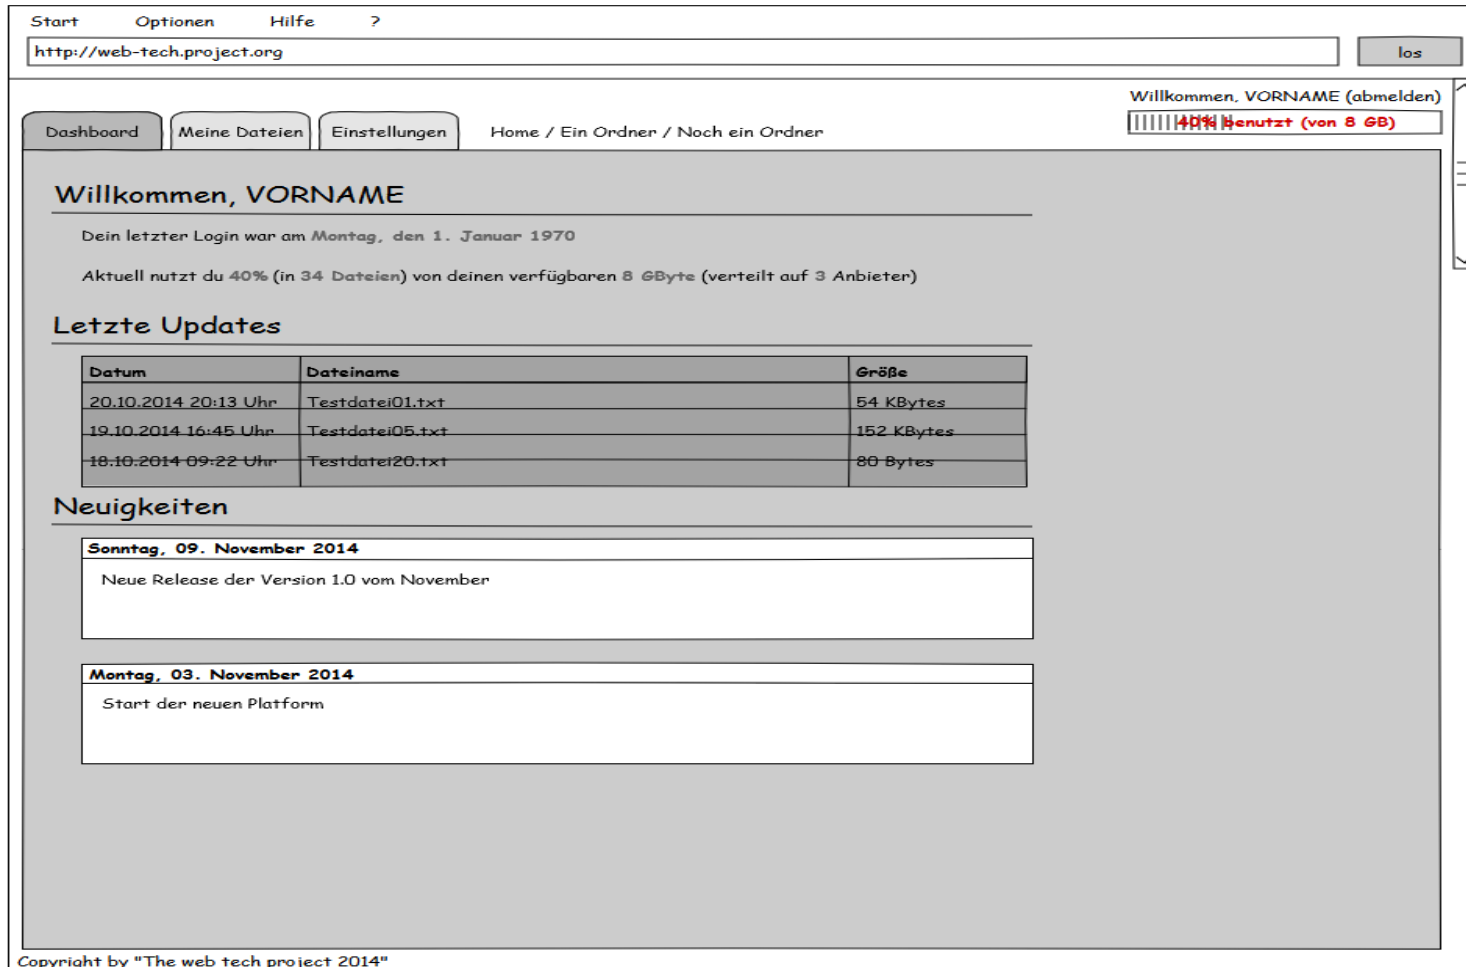 Start Optionen Hilfe ?
http://web-tech.project.org los
Willkommen, VORNAME (abmelden)
40% benutzt (von 8 GB)
Dashboard Meine Dateien Einstellungen Home / Ein Ordner / Noch ein Ordner
Willkommen, VORNAME
Dein letzter Login war am Montag, den 1. Januar 1970
Aktuell nutzt du 40% (in 34 Dateien) von deinen verfügbaren 8 GByte (verteilt auf 3 Anbieter)
Letzte Updates
Datum Dateiname Größe
20.10.2014 20:13 Uhr Testdatei01.txt 54 KBytes
19.10.2014 16:45 Uhr Testdatei05.txt 152 KBytes
18.10.2014 09:22 Uhr Testdatei20.txt 80 Bytes
Neuigkeiten
Sonntag, 09. November 2014
Neue Release der Version 1.0 vom November
Montag, 03. November 2014
Start der neuen Platform
Copyright by "The web tech project 2014"